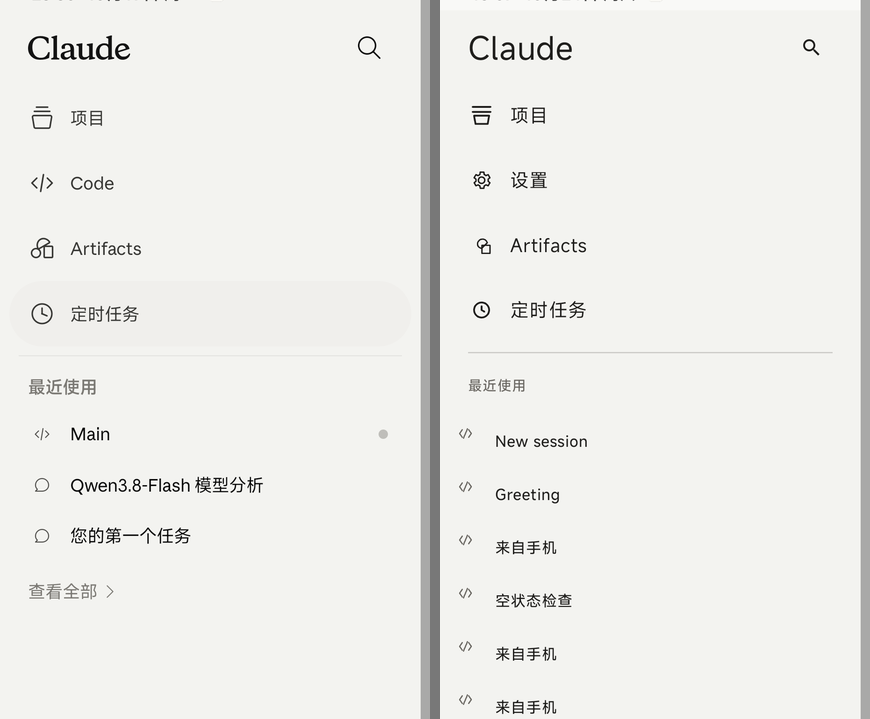 Claude
项目
Code
Artifacts
定时任务
最近使用
Main
Qwen3.8-Flash 模型分析
您的第一个任务
查看全部
Claude
项目
设置
Artifacts
定时任务
最近使用
New session
Greeting
来自手机
空状态检查
来自手机
来自手机